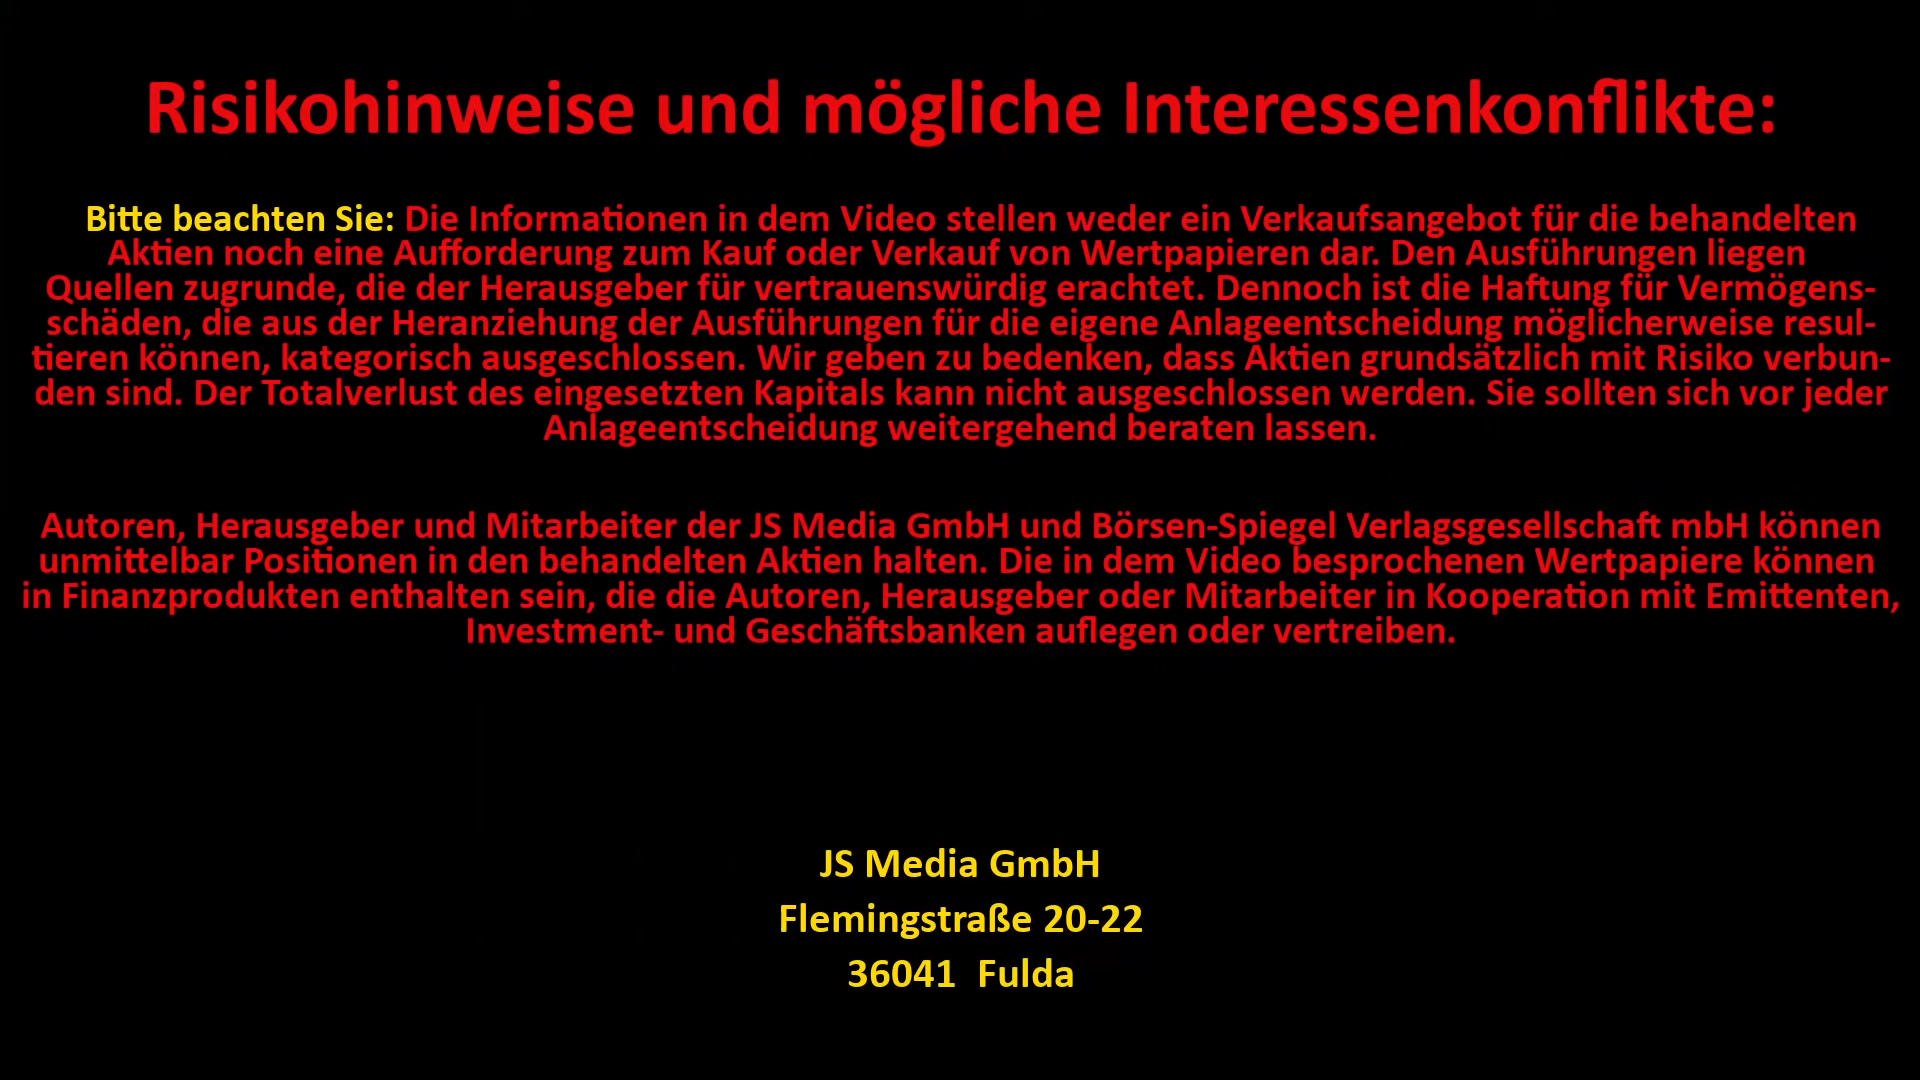 Risikohinweise und mögliche Interessenkonflikte:
Bitte beachten Sie: Die Informationen in dem Video stellen weder ein Verkaufsangebot für die behandelten
Aktien noch eine Aufforderung zum Kauf oder Verkauf von Wertpapieren dar. Den Ausführungen liegen
Quellen zugrunde, die der Herausgeber für vertrauenswürdig erachtet. Dennoch ist die Haftung für Vermögens-
schäden, die aus der Heranziehung der Ausführungen für die eigene Anlageentscheidung möglicherweise resul-
tieren können, kategorisch ausgeschlossen. Wir geben zu bedenken, dass Aktien grundsätzlich mit Risiko verbun-
den sind. Der Totalverlust des eingesetzten Kapitals kann nicht ausgeschlossen werden. Sie sollten sich vor jeder
Anlageentscheidung weitergehend beraten lassen.
Autoren, Herausgeber und Mitarbeiter der JS Media GmbH und Börsen-Spiegel Verlagsgesellschaft mbH können
unmittelbar Positionen in den behandelten Aktien halten. Die in dem Video besprochenen Wertpapiere können
in Finanzprodukten enthalten sein, die die Autoren, Herausgeber oder Mitarbeiter in Kooperation mit Emittenten,
Investment- und Geschäftsbanken auflegen oder vertreiben.
JS Media GmbH
Flemingstraße 20-22
36041  Fulda